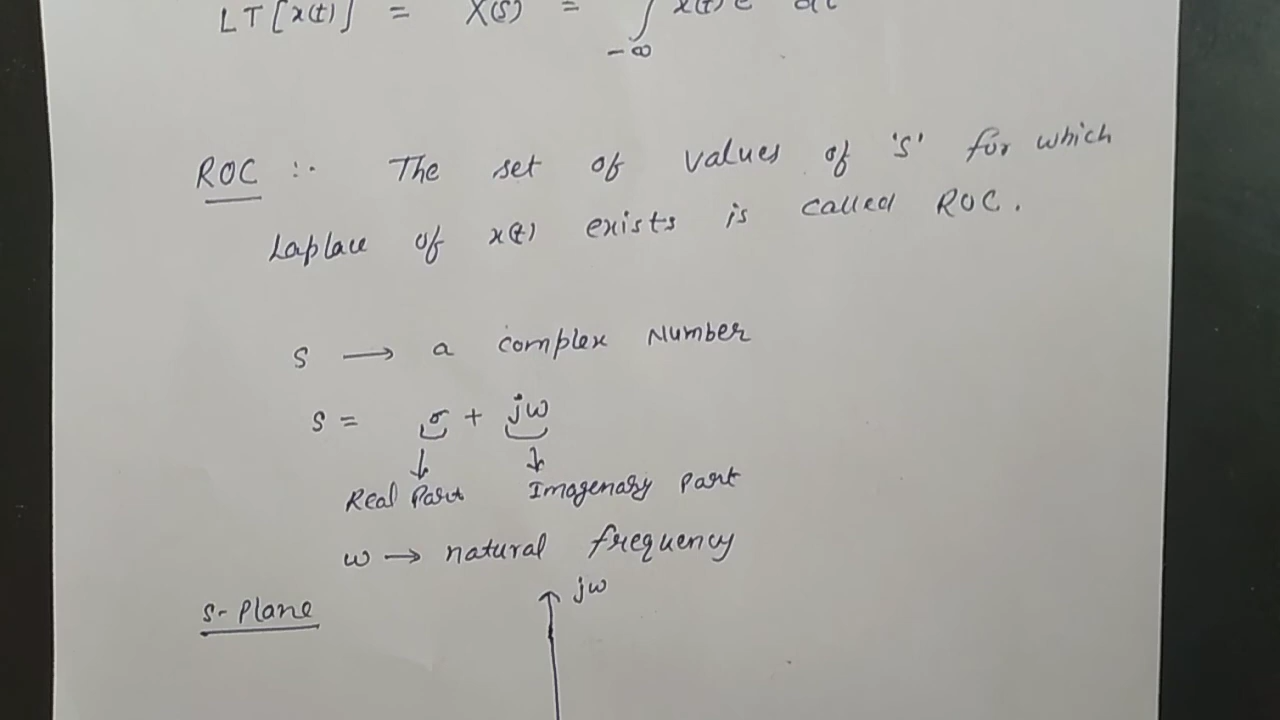 LT[x(t)] = X(s) = ∫ x(t) e dt
-∞
ROC :- The set of values of 's' for which
Laplace of x(t) exists is called ROC.
s → a complex Number
s = σ + jω
Real Part Imagenary Part
ω → natural frequency
s-Plane
jω